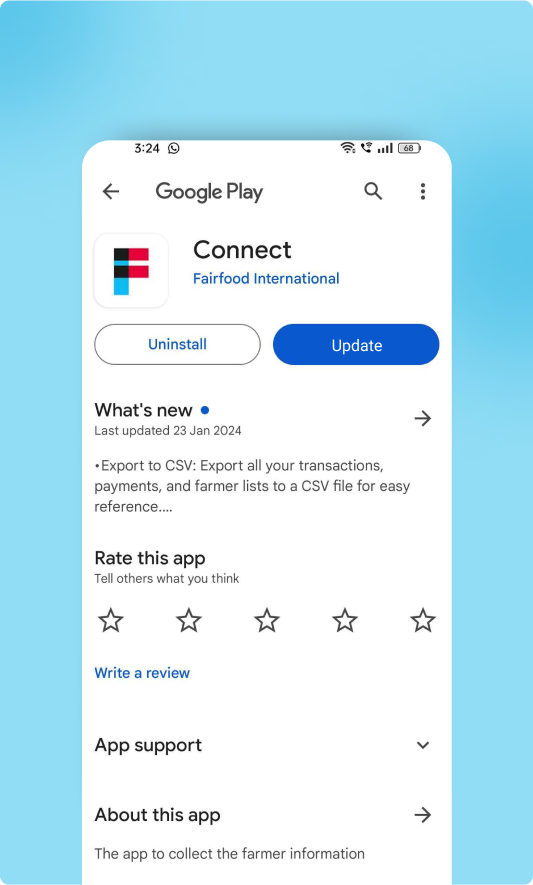 3:24
68
Google Play
Connect
Fairfood International
Uninstall
Update
What's new
Last updated 23 Jan 2024
•Export to CSV: Export all your transactions,
payments, and farmer lists to a CSV file for easy
reference....
Rate this app
Tell others what you think
Write a review
App support
About this app
The app to collect the farmer information